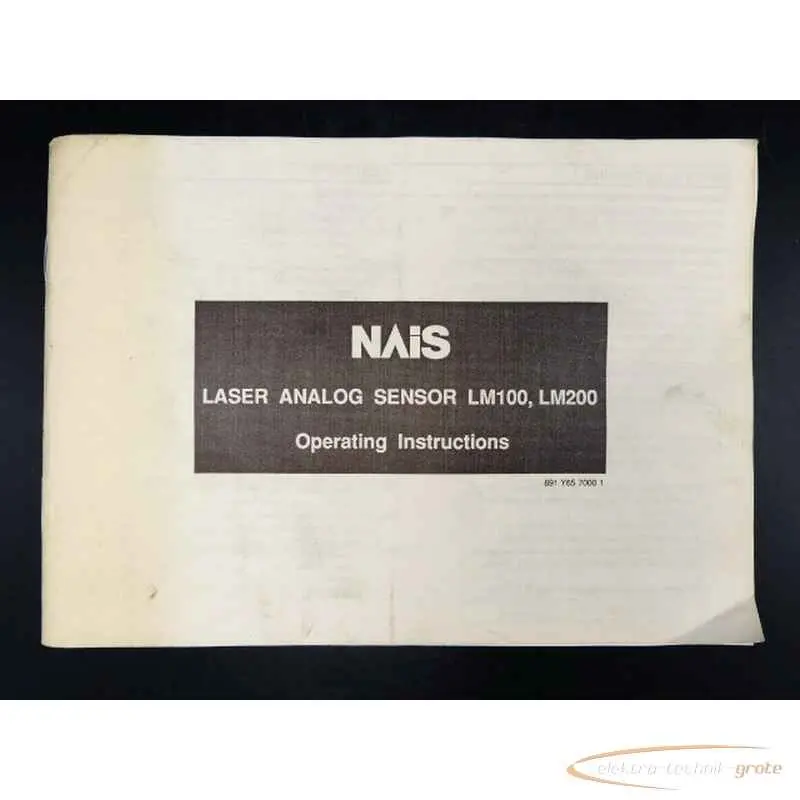 NAiS
LASER ANALOG SENSOR LM100, LM200
Operating Instructions
891 Y65 7000 1
elektro-technik-grote